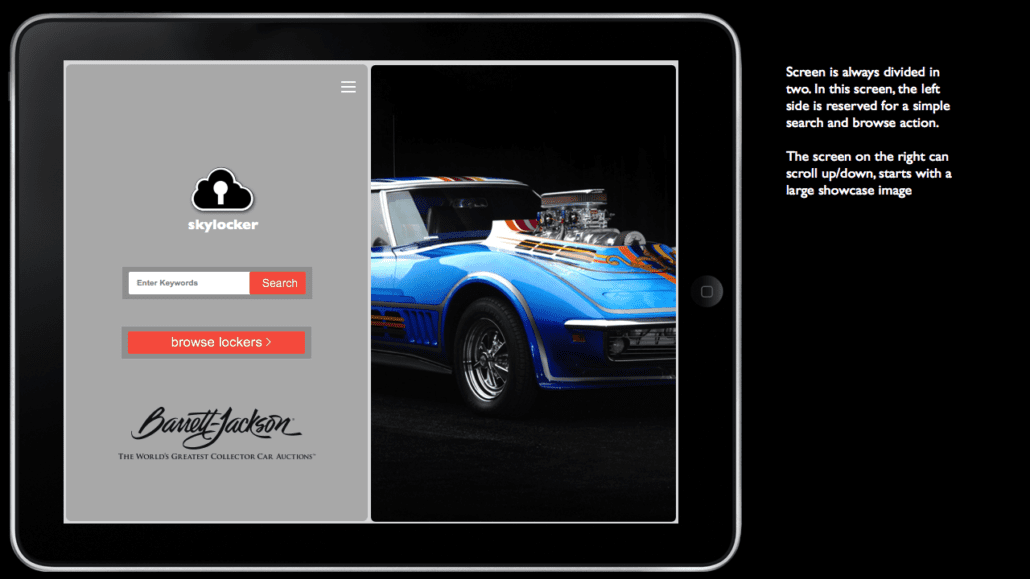 skylocker
Enter Keywords
Search
browse lockers >
Barrett-Jackson
THE WORLD'S GREATEST COLLECTOR CAR AUCTIONS™
Screen is always divided in
two. In this screen, the left
side is reserved for a simple
search and browse action.
The screen on the right can
scroll up/down, starts with a
large showcase image